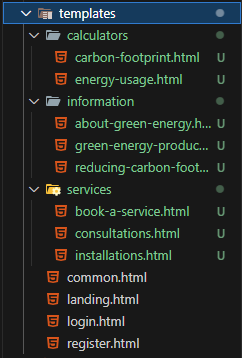 templates
calculators
carbon-footprint.html U
energy-usage.html U
information
about-green-energy.h... U
green-energy-produc... U
reducing-carbon-foot... U
services
book-a-service.html U
consultations.html U
installations.html U
common.html
landing.html
login.html
register.html